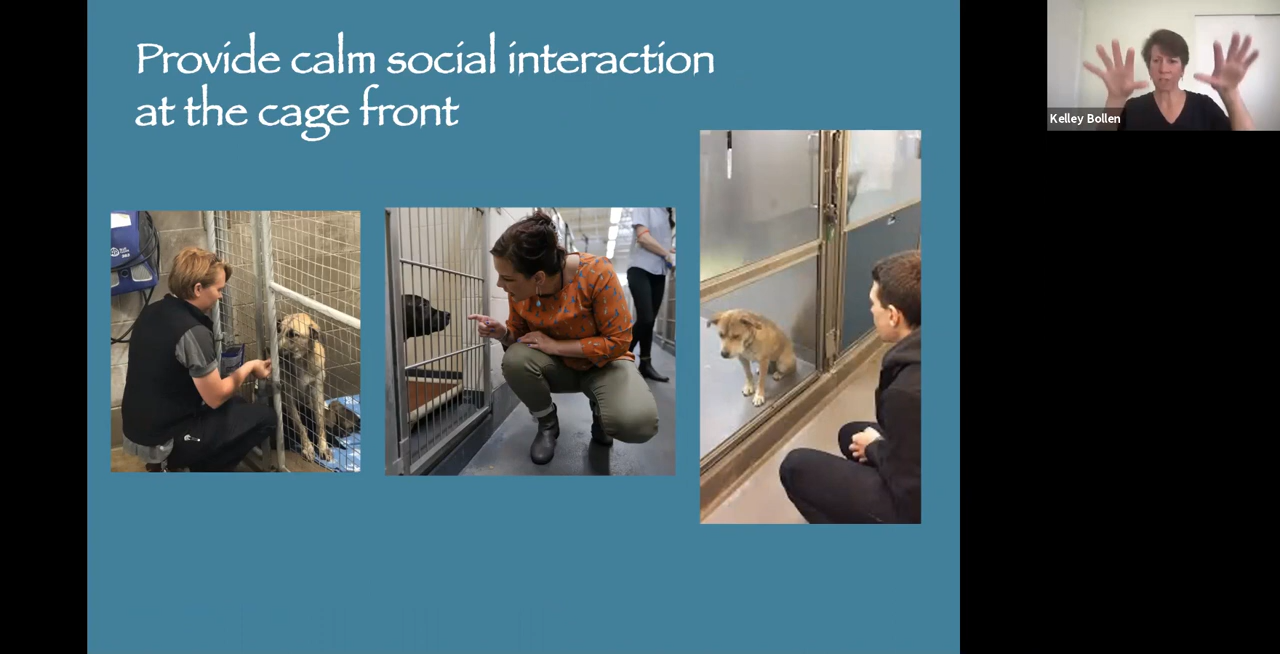 Provide calm social interaction
at the cage front
Kelley Bollen